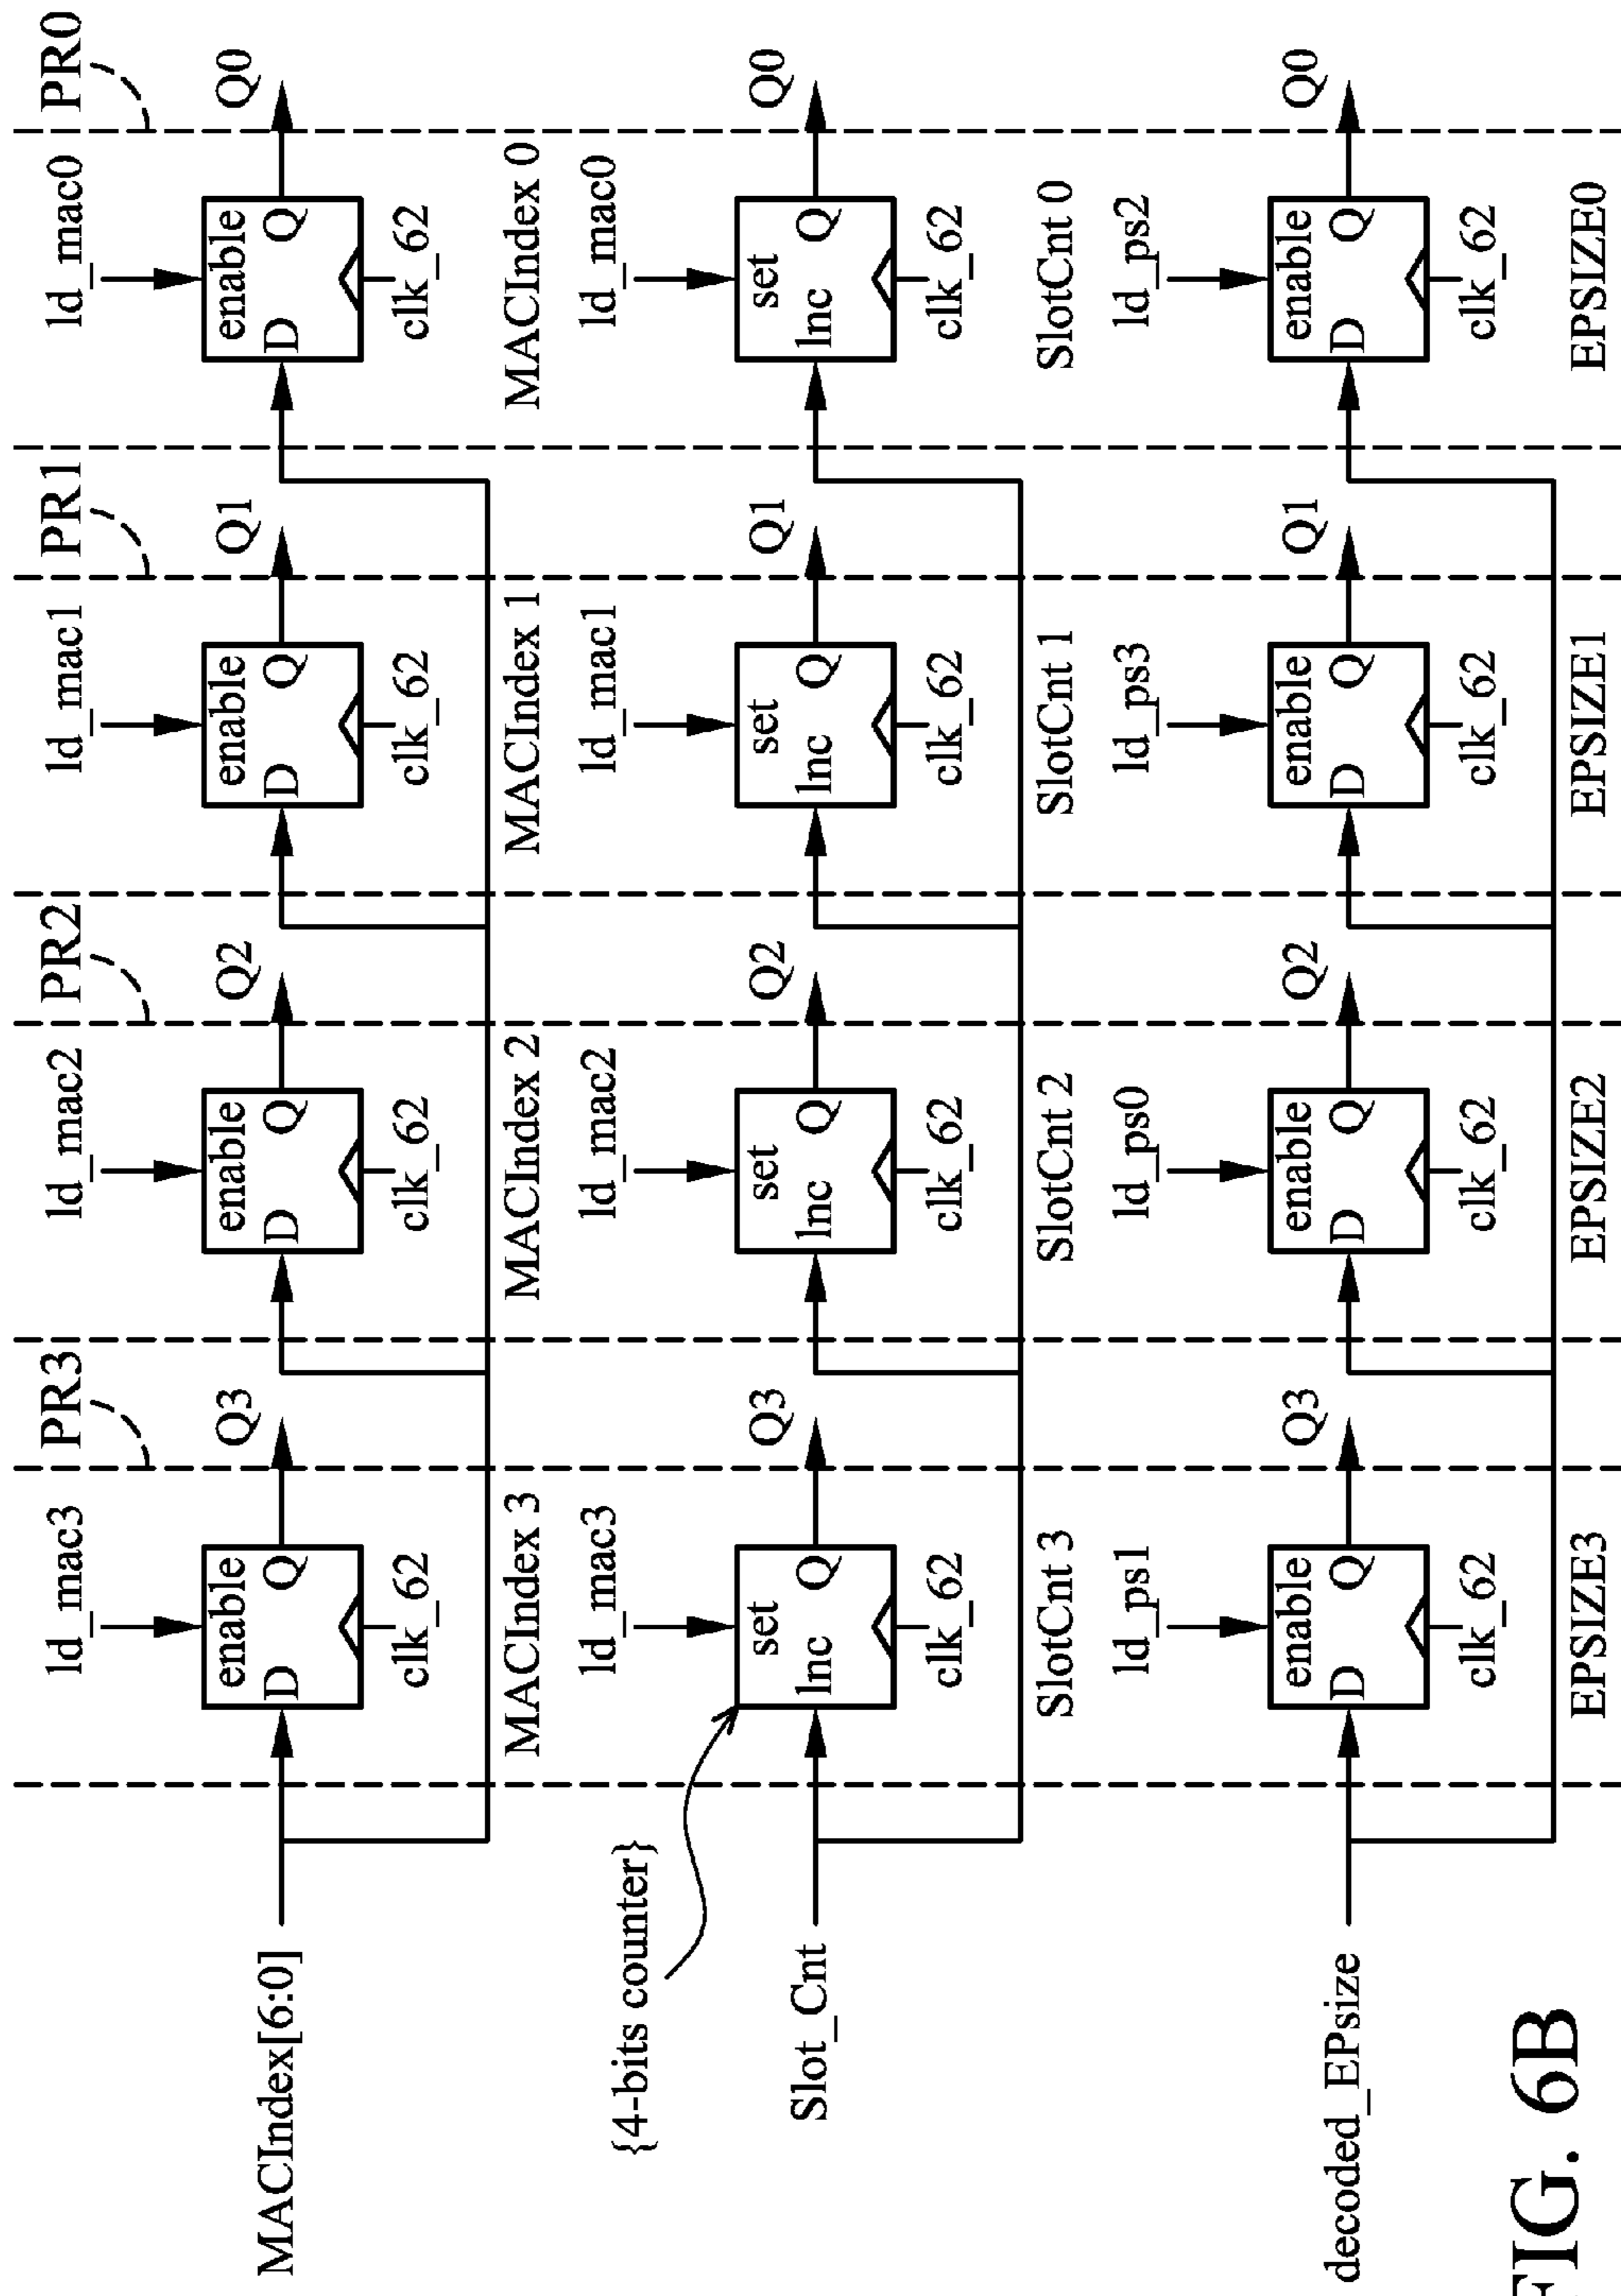 PR3 PR2 PR1 PR0
ld_mac3 ld_mac2 ld_mac1 ld_mac0
enable Q3 enable Q2 enable Q1 enable Q0
MACIndex[6:0] D Q D Q D Q D Q
clk_62 clk_62 clk_62 clk_62
MACIndex 3 MACIndex 2 MACIndex 1 MACIndex 0
{4-bits counter} ld_mac3 ld_mac2 ld_mac1 ld_mac0
set Q3 set Q2 set Q1 set Q0
Slot_Cnt lnc Q lnc Q lnc Q lnc Q
clk_62 clk_62 clk_62 clk_62
SlotCnt 3 SlotCnt 2 SlotCnt 1 SlotCnt 0
ld_ps1 ld_ps0 ld_ps3 ld_ps2
enable Q3 enable Q2 enable Q1 enable Q0
decoded_EPsize D Q D Q D Q D Q
clk_62 clk_62 clk_62 clk_62
EPSIZE3 EPSIZE2 EPSIZE1 EPSIZE0
FIG. 6B